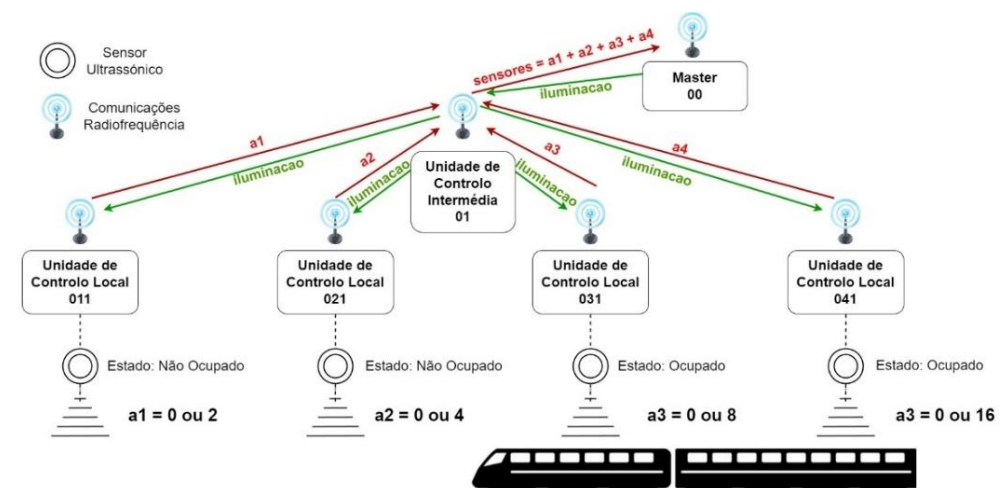 Sensor
Ultrassónico
Comunicações
Radiofrequência
sensores = a1 + a2 + a3 + a4
iluminacao
Master
00
a1
iluminacao
a2
iluminacao
Unidade de
Controlo
Intermédia
01
a3
iluminacao
a4
iluminacao
Unidade de
Controlo Local
011
Unidade de
Controlo Local
021
Unidade de
Controlo Local
031
Unidade de
Controlo Local
041
Estado: Não Ocupado
Estado: Não Ocupado
Estado: Ocupado
Estado: Ocupado
a1 = 0 ou 2
a2 = 0 ou 4
a3 = 0 ou 8
a3 = 0 ou 16